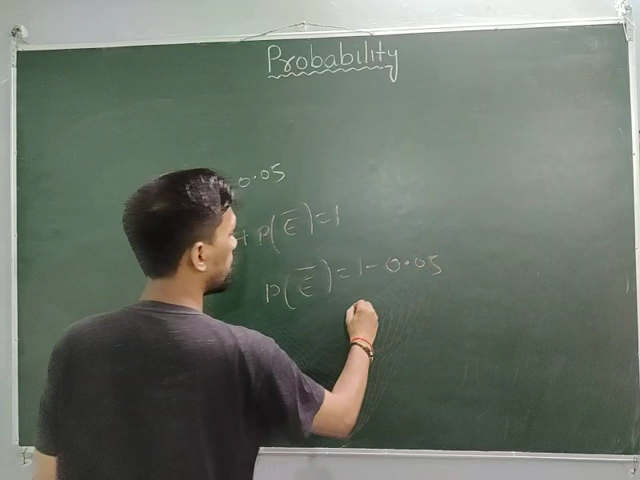 Probability
0.05
+ P(Ē) = 1
P(Ē) = 1 - 0.05